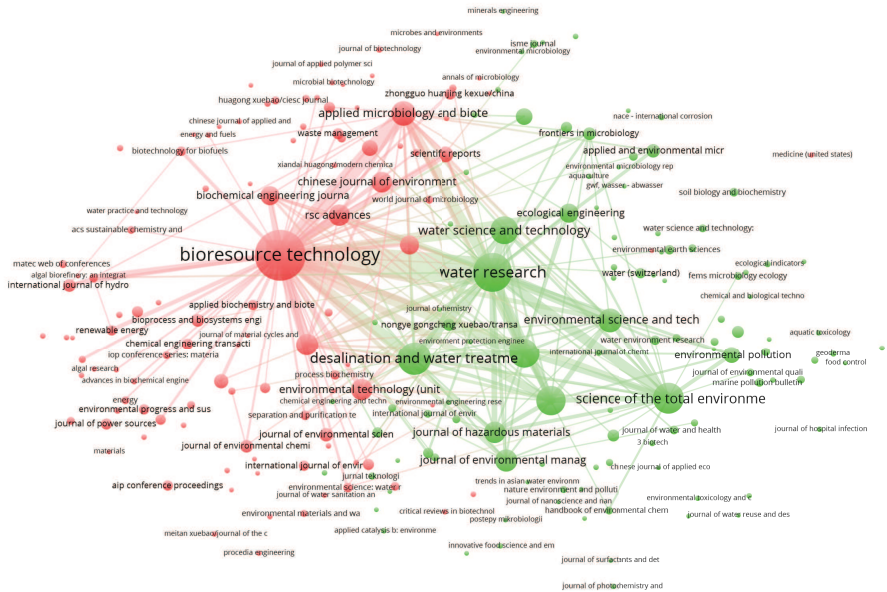 minerals engineering
microbes and environments
isme journal
journal of biotechnology
environmental microbiology
journal of applied polymer sci
annals of microbiology
microbial biotechnology
zhongguo huanjing kexue/china
huagong xuebao/ciesc journal
applied microbiology and biote
nace - international corrosion
chinese journal of applied and
energy and fuels
waste management
frontiers in microbiology
biotechnology for biofuels
scientific reports
applied and environmental micr
medicine (united states)
xiandai huagong/modern chemica
environmental microbiology rep
aquaculture
chinese journal of environment
gwf, wasser - abwasser
biochemical engineering journa
world journal of microbiology
soil biology and biochemistry
water practice and technology
rsc advances
ecological engineering
acs sustainable chemistry and
water science and technology
water science and technology:
bioresource technology
environmental earth sciences
matec web of conferences
water research
water (switzerland)
ecological indicators
algal biorefinery: an integrat
fems microbiology ecology
international journal of hydro
chemical and biological techno
applied biochemistry and biote
journal of chemistry
bioprocess and biosystems engi
hongye gongcheng xuebao/transa
environmental science and tech
renewable energy
journal of material cycles and
enviroment protection enginee
water environment research
aquatic toxicology
chemical engineering transacti
iop conference series: materia
desalination and water treatme
international journal of chemt
environmental pollution
geoderma
food control
algal research
process biochemistry
journal of environmental quali
advances in biochemical engine
environmental technology (unit
marine pollution bulletin
energy
chemical engineering and techn
environmental engineering rese
science of the total environme
environmental progress and sus
separation and purification te
international journal of envir
journal of power sources
journal of environmental scien
journal of hazardous materials
journal of water and health
journal of hospital infection
materials
journal of environmental chemi
3 biotech
international journal of envir
journal of environmental manag
chinese journal of applied eco
aip conference proceedings
jurnal teknologi
trends in asian water environm
environmental science: water r
nature environment and polluti
journal of water sanitation an
environmental toxicology and c
journal of nanoscience and nan
environmental materials and wa
critical reviews in biotechnol
handbook of environmental chem
journal of water reuse and des
postepy mikrobiologii
meitan xuebao/journal of the c
applied catalysis b: environme
procedia engineering
innovative food science and em
journal of surfactants and det
journal of photochemistry and